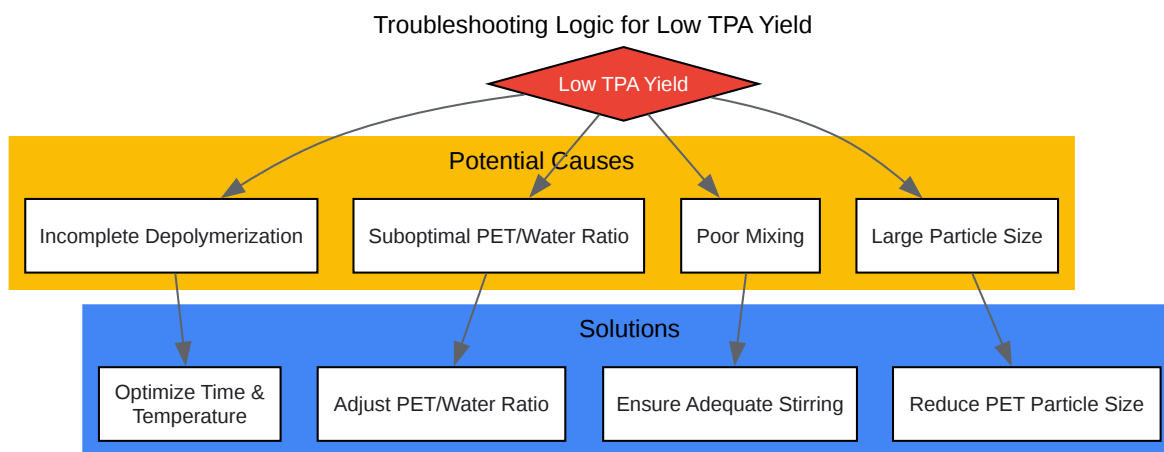 Troubleshooting Logic for Low TPA Yield
Low TPA Yield
Potential Causes
Incomplete Depolymerization
Suboptimal PET/Water Ratio
Poor Mixing
Large Particle Size
Solutions
Optimize Time &
Temperature
Adjust PET/Water Ratio
Ensure Adequate Stirring
Reduce PET Particle Size